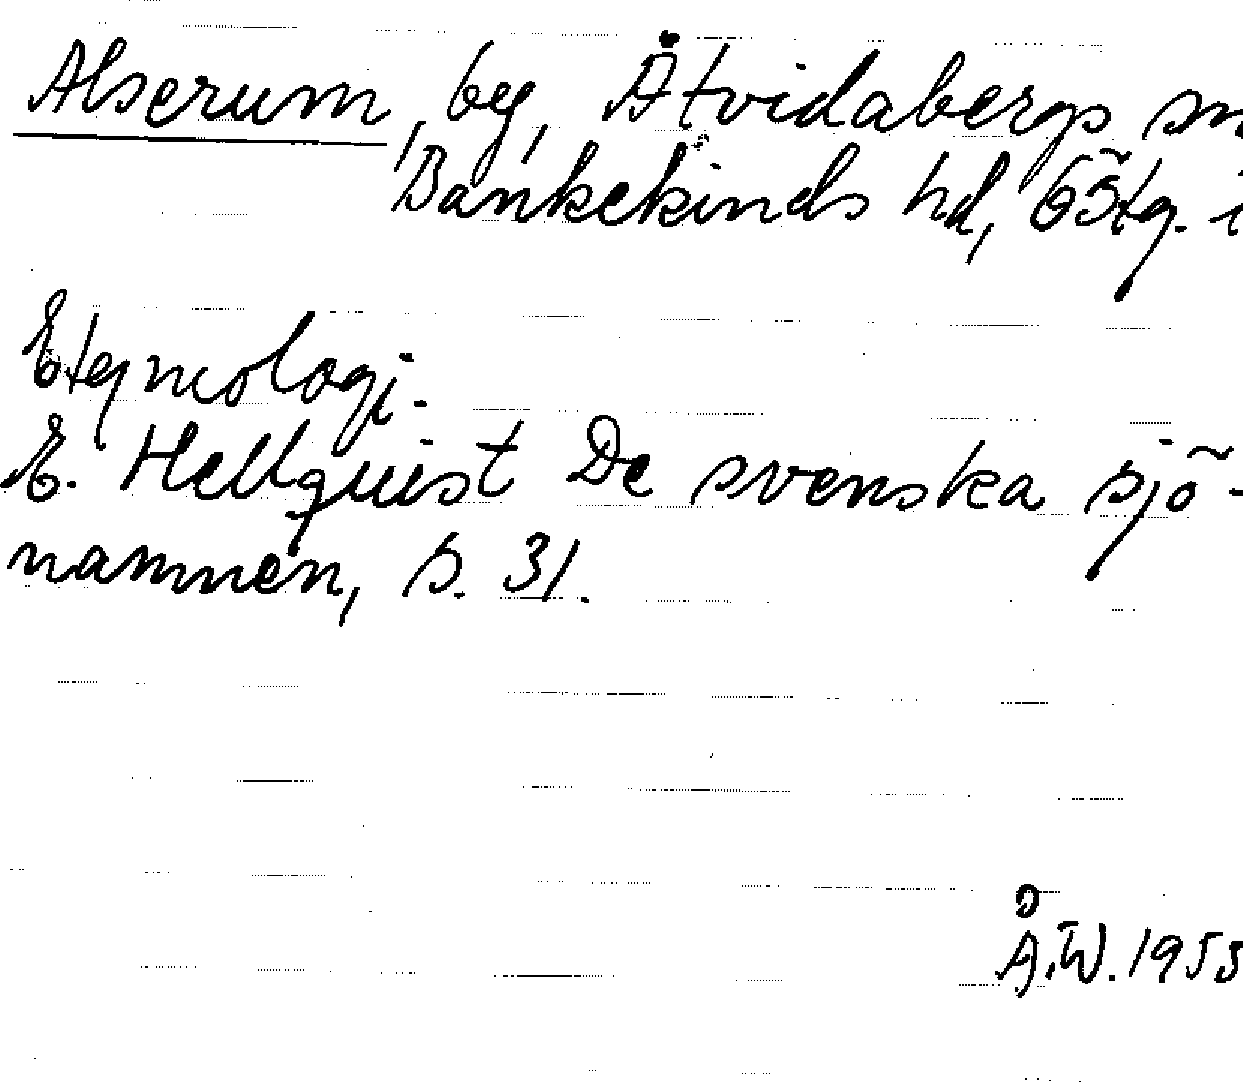 Alserum, by, Åtvidabergs sn
Bankekinds hd, Östg.
Etymologi.
E. Hellquist De svenska sjö-
namnen, s. 31.
Å.W. 1955